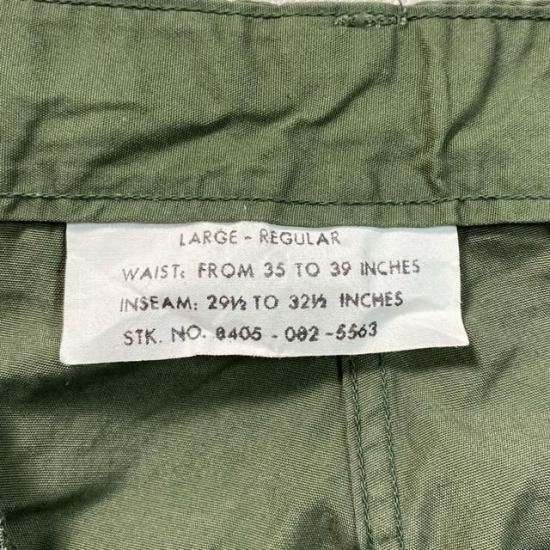 LARGE - REGULAR
WAIST: FROM 35 TO 39 INCHES
INSEAM: 29½ TO 32½ INCHES
STK. NO. 8405 - 082 - 5563